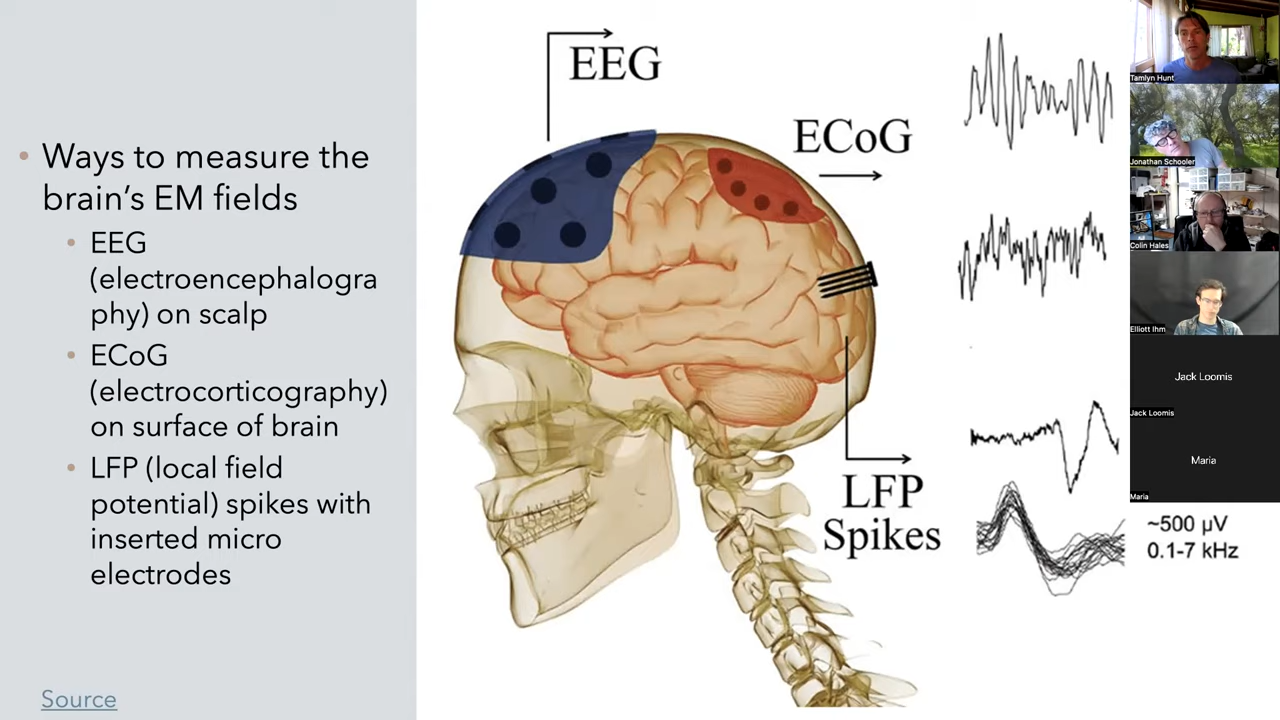 Ways to measure the
brain's EM fields
EEG
(electroencephalogra
phy) on scalp
ECoG
(electrocorticography)
on surface of brain
LFP (local field
potential) spikes with
inserted micro
electrodes
Source
EEG
ECoG
LFP
Spikes
~500 µV
0.1-7 kHz
Tamlyn Hunt
Jonathan Schooler
Colin Hales
Elliott Ihm
Jack Loomis
Jack Loomis
Maria
Maria